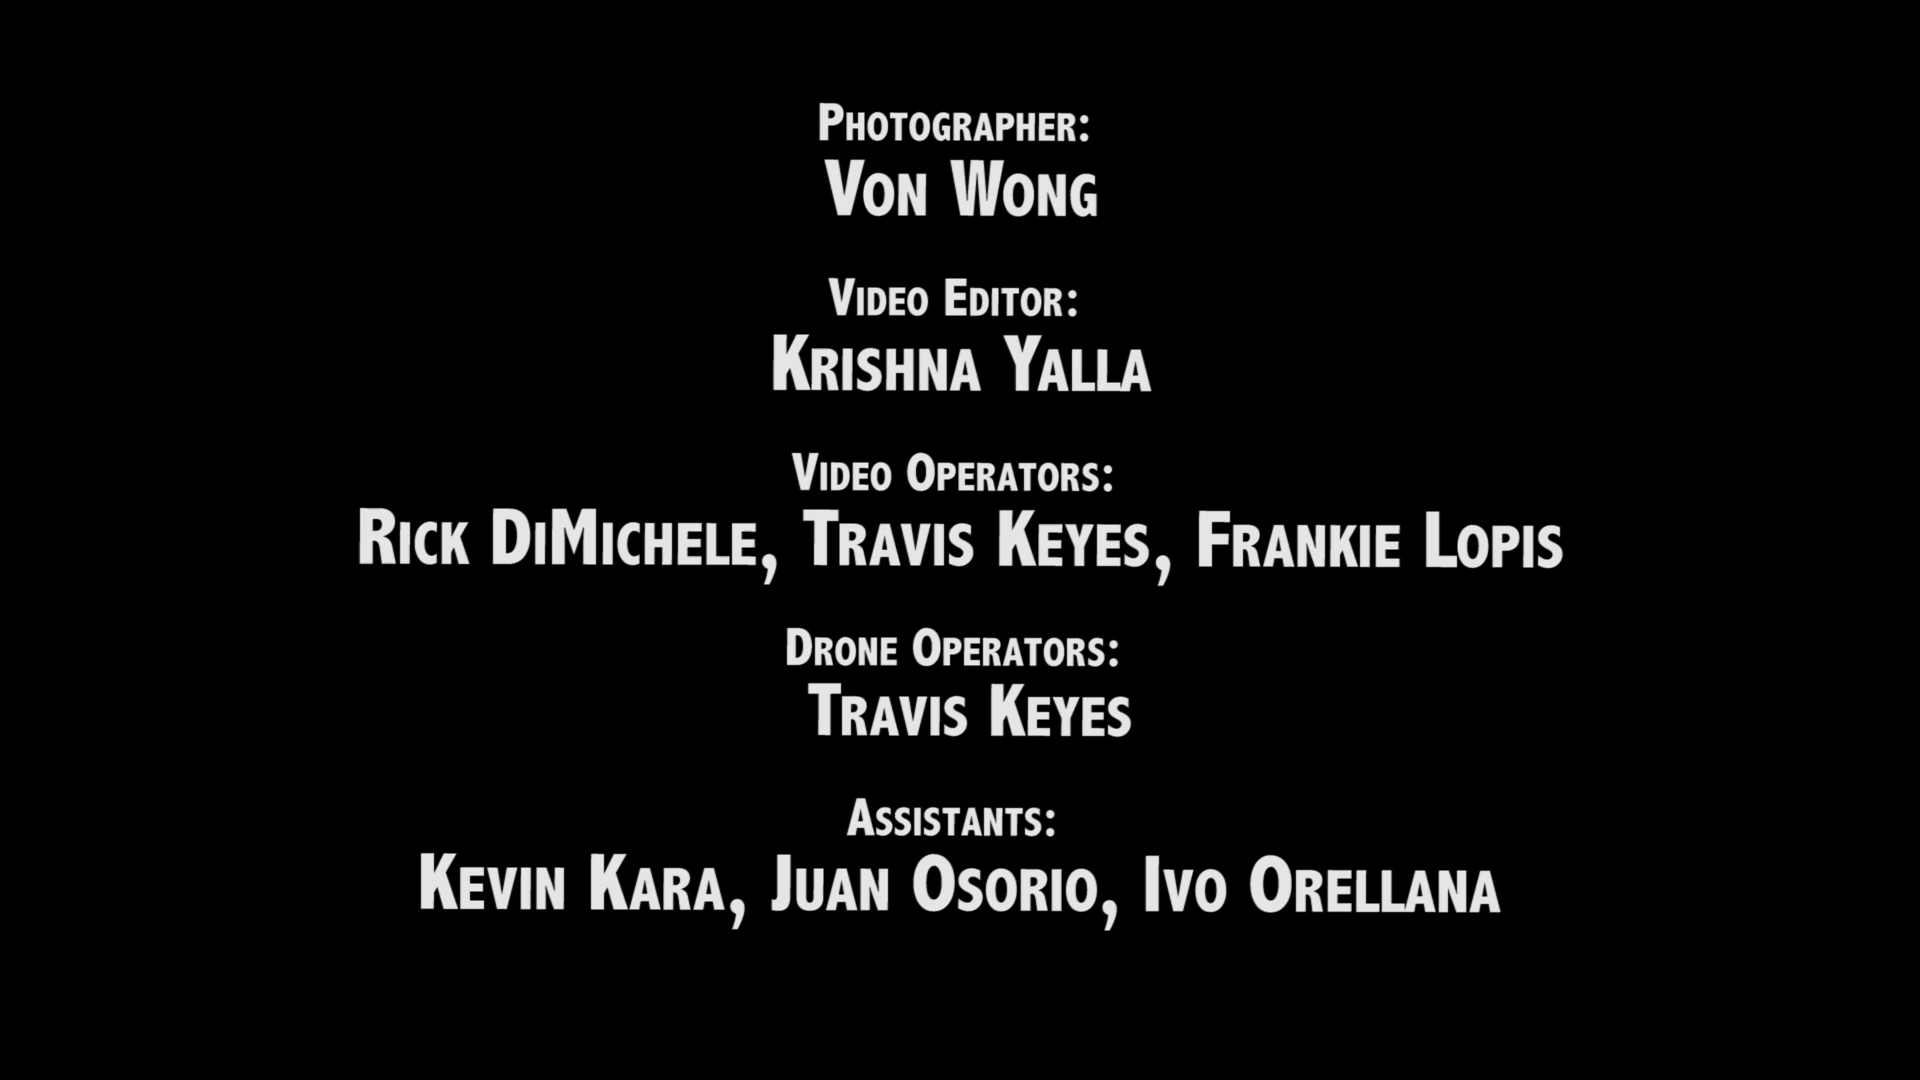 Photographer:
Von Wong
Video Editor:
Krishna Yalla
Video Operators:
Rick DiMichele, Travis Keyes, Frankie Lopis
Drone Operators:
Travis Keyes
Assistants:
Kevin Kara, Juan Osorio, Ivo Orellana